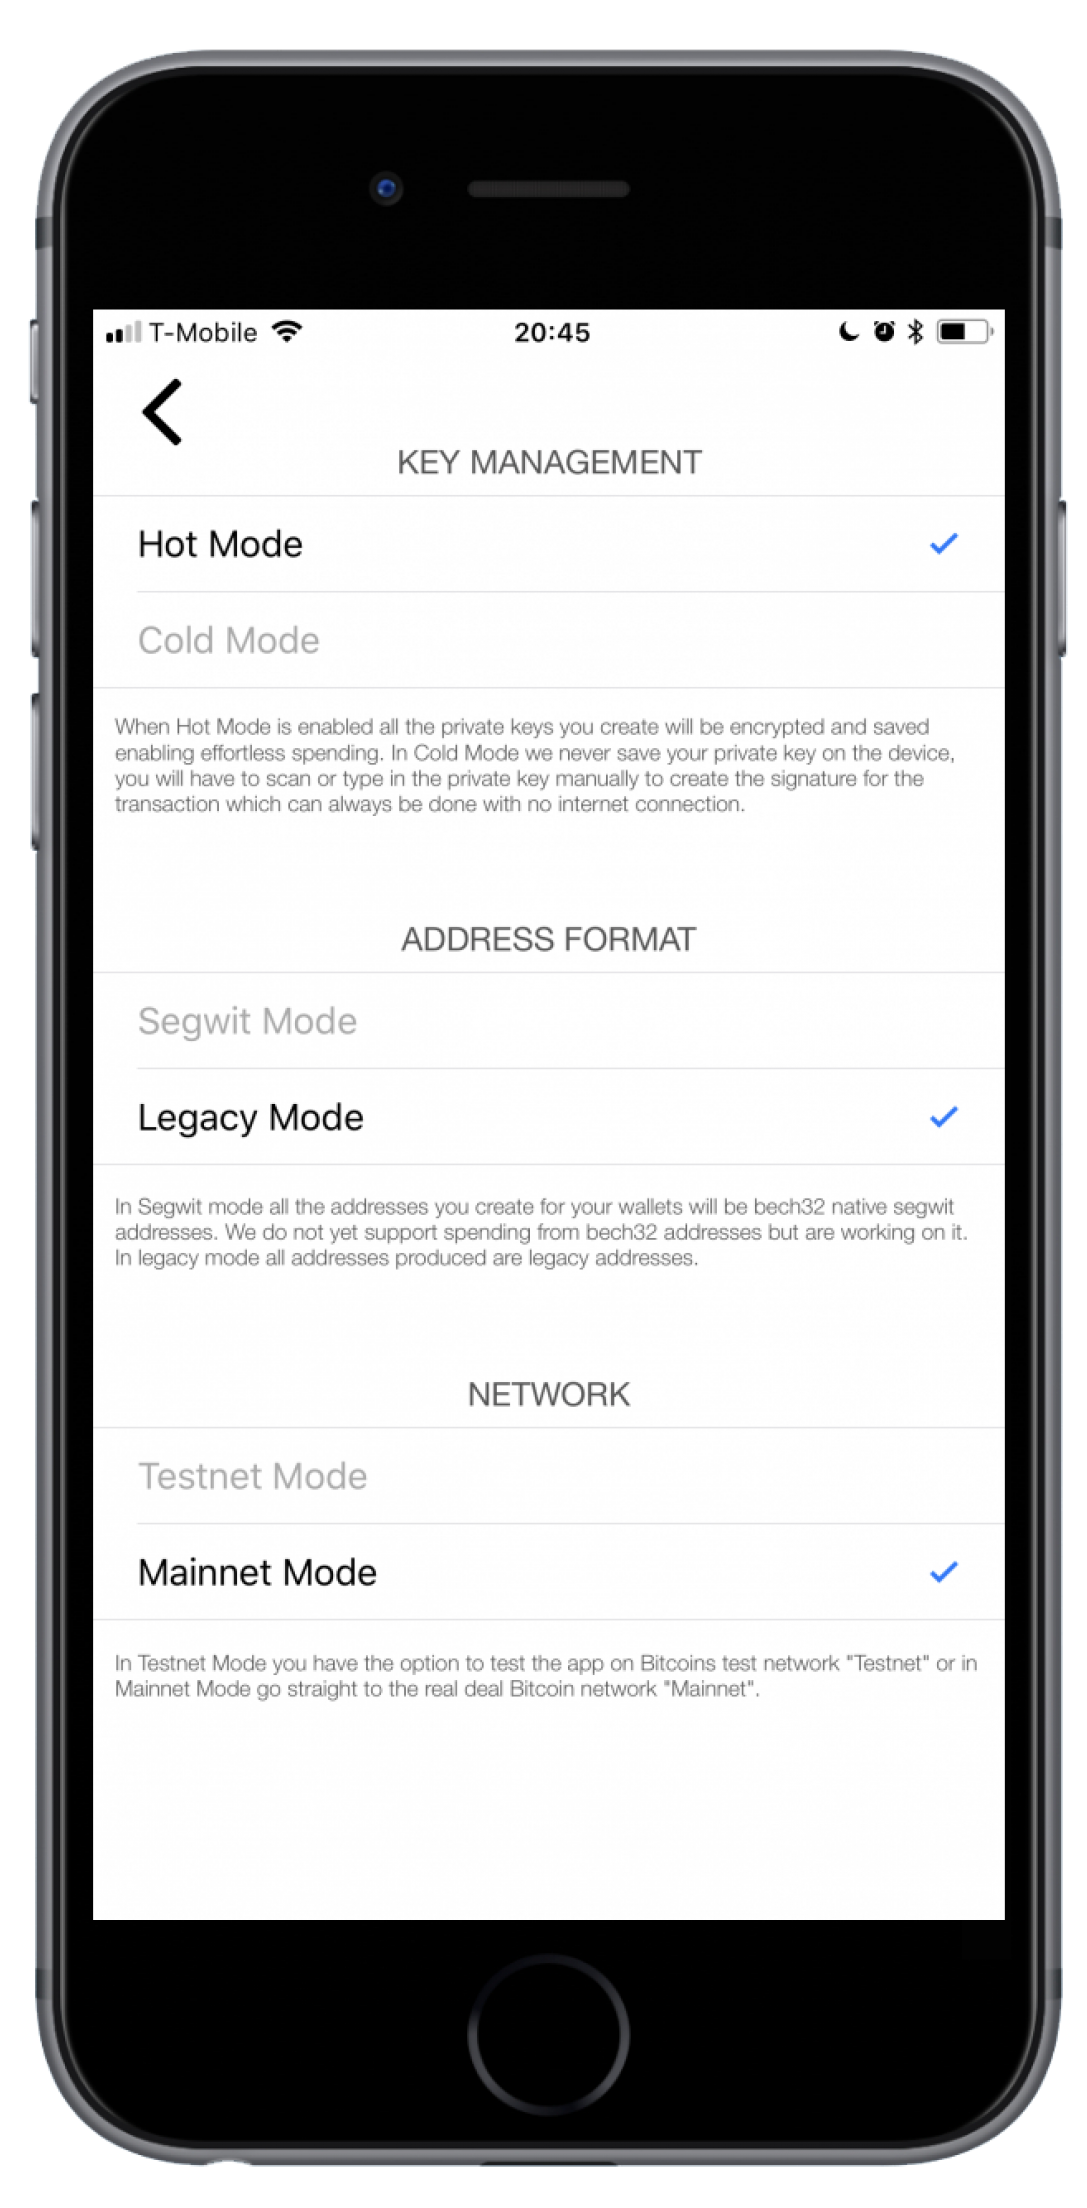 T-Mobile 20:45
KEY MANAGEMENT
Hot Mode
Cold Mode
When Hot Mode is enabled all the private keys you create will be encrypted and saved
enabling effortless spending. In Cold Mode we never save your private key on the device,
you will have to scan or type in the private key manually to create the signature for the
transaction which can always be done with no internet connection.
ADDRESS FORMAT
Segwit Mode
Legacy Mode
In Segwit mode all the addresses you create for your wallets will be bech32 native segwit
addresses. We do not yet support spending from bech32 addresses but are working on it.
In legacy mode all addresses produced are legacy addresses.
NETWORK
Testnet Mode
Mainnet Mode
In Testnet Mode you have the option to test the app on Bitcoins test network "Testnet" or in
Mainnet Mode go straight to the real deal Bitcoin network "Mainnet".